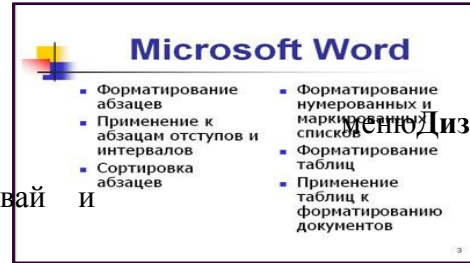 Microsoft Word
Форматирование
абзацев
Применение к
абзацам отступов и
интервалов
Сортировка
абзацев
Форматирование
нумерованных и
маркированных
списков
Форматирование
таблиц
Применение
таблиц к
форматированию
документов
менюДиз
вай и
3